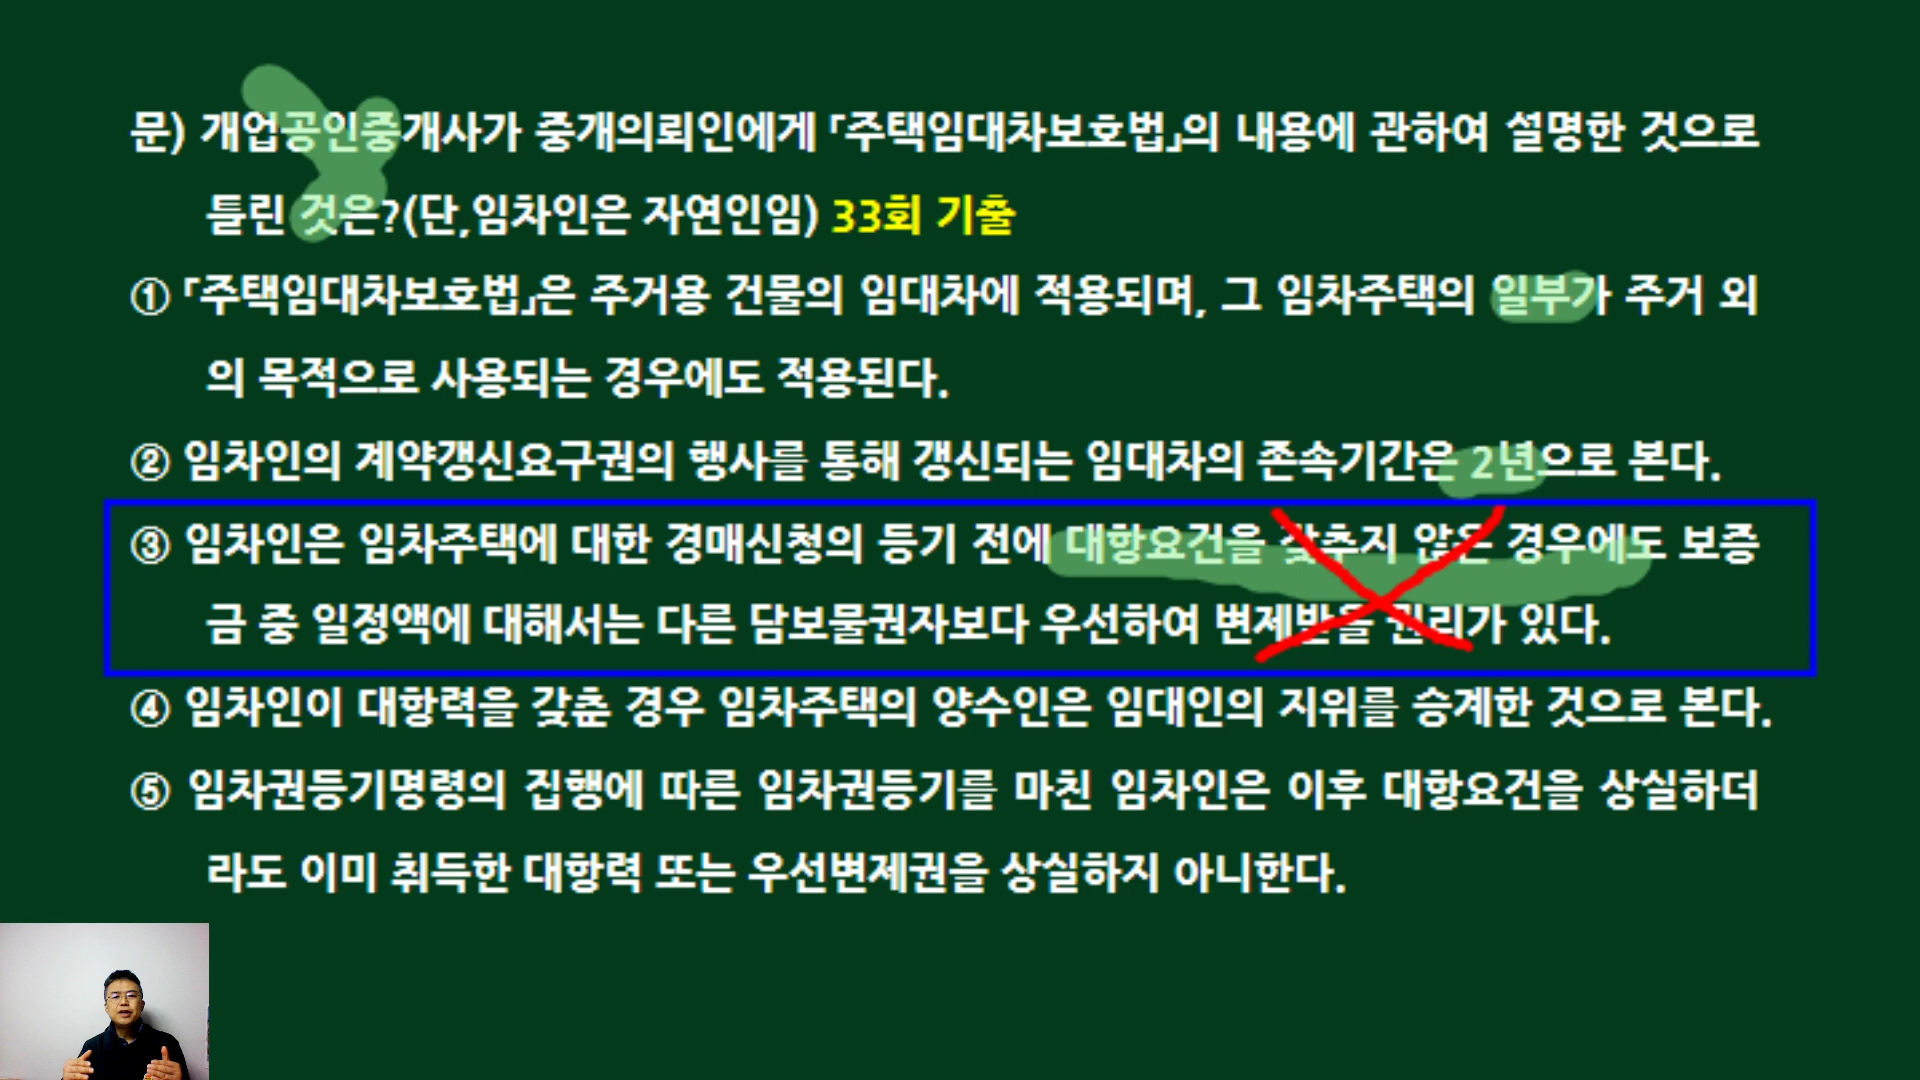 문) 개업공인중개사가 중개의뢰인에게 「주택임대차보호법」의 내용에 관하여 설명한 것으로
틀린 것은?(단,임차인은 자연인임) 33회 기출
① 「주택임대차보호법」은 주거용 건물의 임대차에 적용되며, 그 임차주택의 일부가 주거 외
의 목적으로 사용되는 경우에도 적용된다.
② 임차인의 계약갱신요구권의 행사를 통해 갱신되는 임대차의 존속기간은 2년으로 본다.
③ 임차인은 임차주택에 대한 경매신청의 등기 전에 대항요건을 갖추지 않은 경우에도 보증
금 중 일정액에 대해서는 다른 담보물권자보다 우선하여 변제받을 권리가 있다.
④ 임차인이 대항력을 갖춘 경우 임차주택의 양수인은 임대인의 지위를 승계한 것으로 본다.
⑤ 임차권등기명령의 집행에 따른 임차권등기를 마친 임차인은 이후 대항요건을 상실하더
라도 이미 취득한 대항력 또는 우선변제권을 상실하지 아니한다.